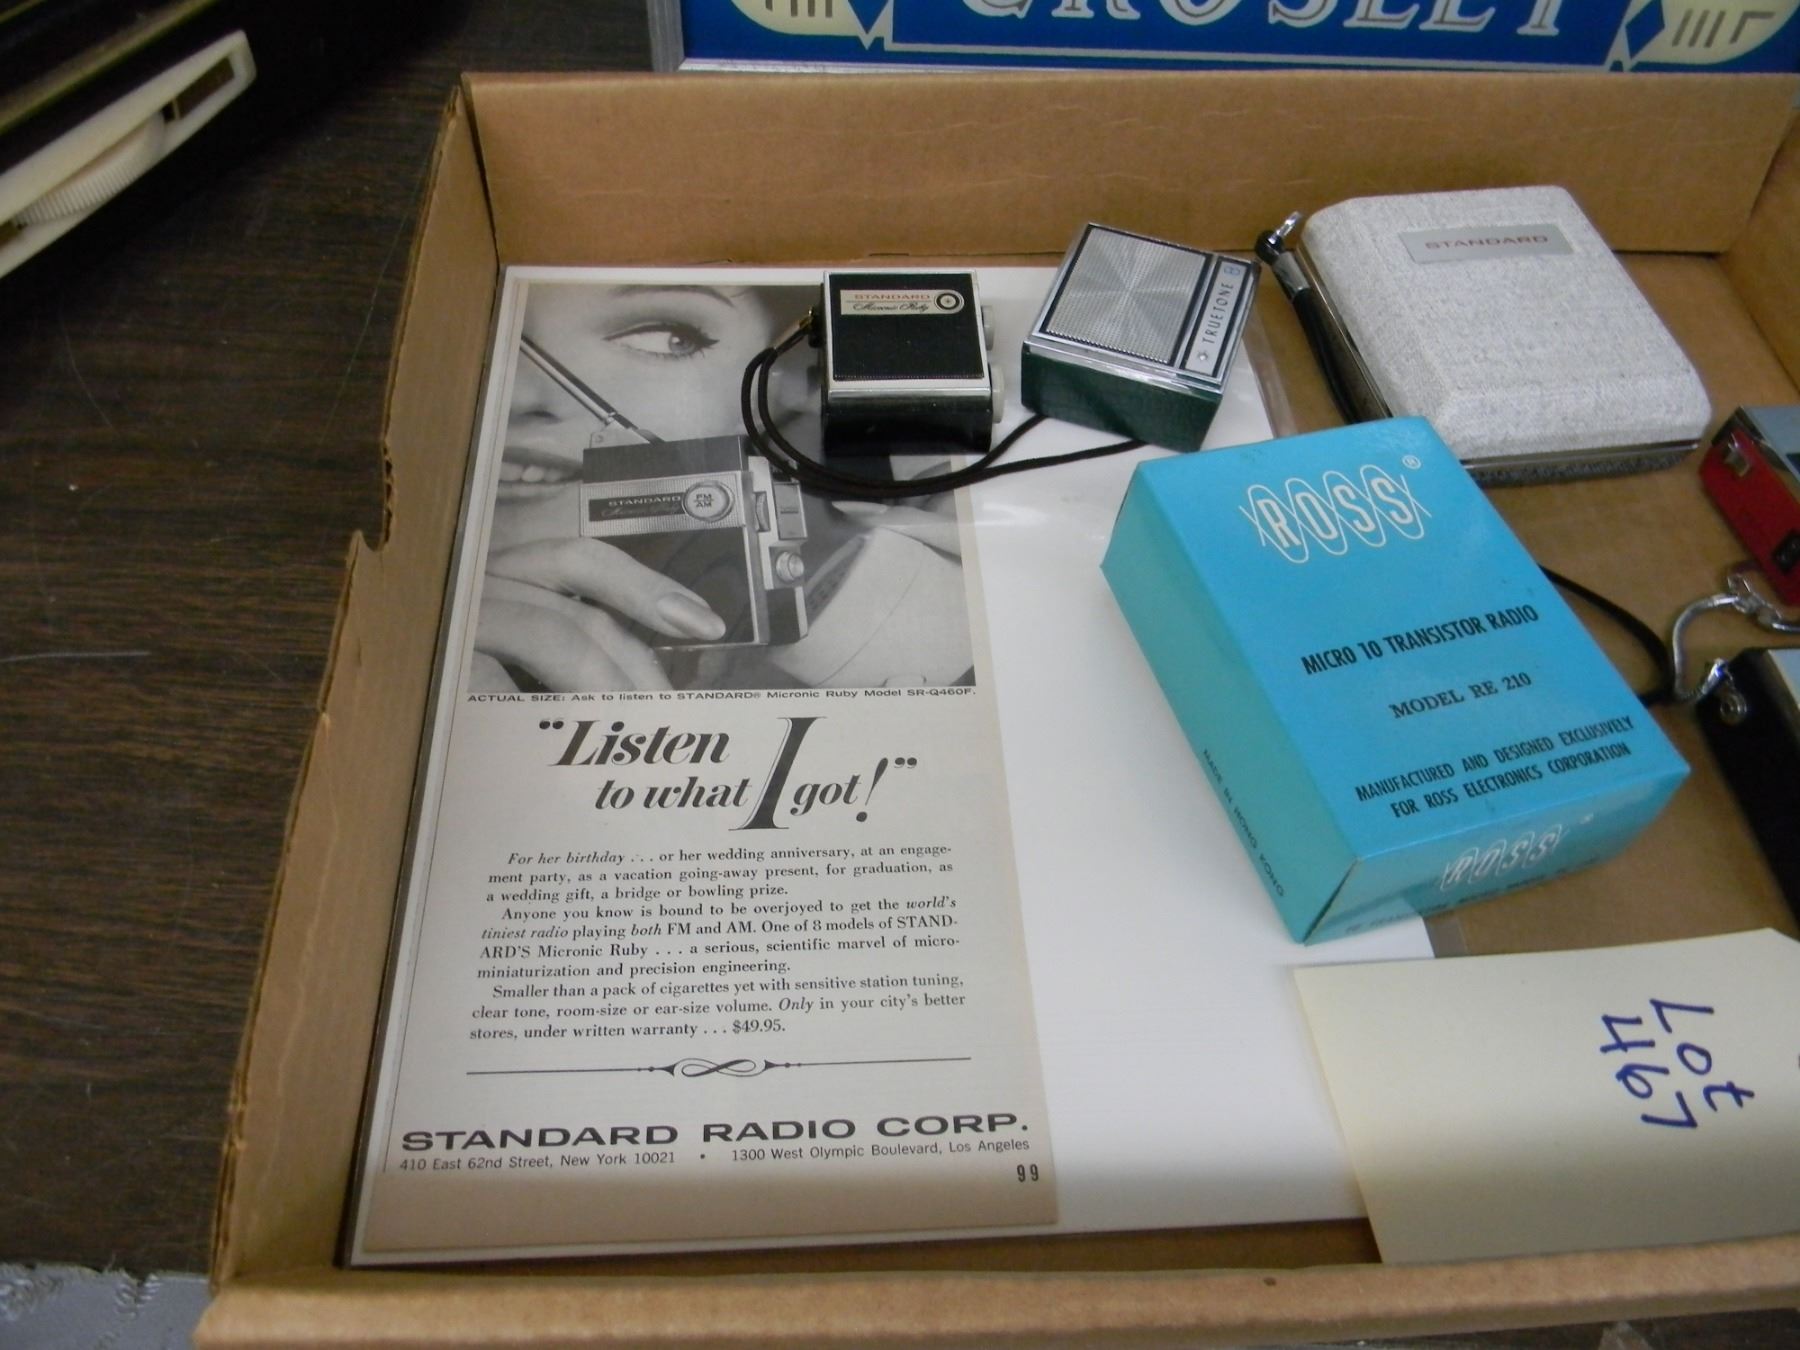 CROSLEY
STANDARD
Micronic Ruby
TRUETONE
STANDARD
STANDARD
Micronic Ruby
FM
AM
ACTUAL SIZE: Ask to listen to STANDARD® Micronic Ruby Model SR-Q460F.
"Listen
to what I got!"
For her birthday . . . or her wedding anniversary, at an engage-
ment party, as a vacation going-away present, for graduation, as
a wedding gift, a bridge or bowling prize.
Anyone you know is bound to be overjoyed to get the world's
tiniest radio playing both FM and AM. One of 8 models of STAND-
ARD'S Micronic Ruby . . . a serious, scientific marvel of micro-
miniaturization and precision engineering.
Smaller than a pack of cigarettes yet with sensitive station tuning,
clear tone, room-size or ear-size volume. Only in your city's better
stores, under written warranty . . . $49.95.
STANDARD RADIO CORP.
410 East 62nd Street, New York 10021 • 1300 West Olympic Boulevard, Los Angeles
99
ROSS®
MICRO 10 TRANSISTOR RADIO
MODEL RE 210
MANUFACTURED AND DESIGNED EXCLUSIVELY
FOR ROSS ELECTRONICS CORPORATION
MADE IN HONG KONG
ROSS
Lot
467